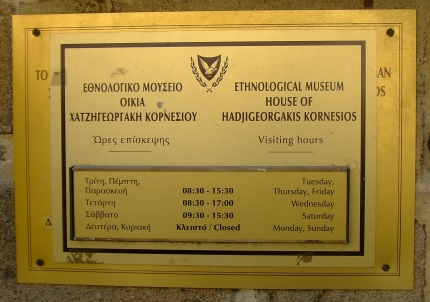 ΕΘΝΟΛΟΓΙΚΟ ΜΟΥΣΕΙΟ
ΟΙΚΙΑ
ΧΑΤΖΗΓΕΩΡΓΑΚΗ ΚΟΡΝΕΣΙΟΥ
ETHNOLOGICAL MUSEUM
HOUSE OF
HADJIGEORGAKIS KORNESIOS
Ώρες επίσκεψης
Visiting hours
Τρίτη, Πέμπτη, Tuesday,
Παρασκευή 08:30 - 15:30 Thursday, Friday
Τετάρτη 08:30 - 17:00 Wednesday
Σάββατο 09:30 - 15:30 Saturday
Δευτέρα, Κυριακή Κλειστό / Closed Monday, Sunday